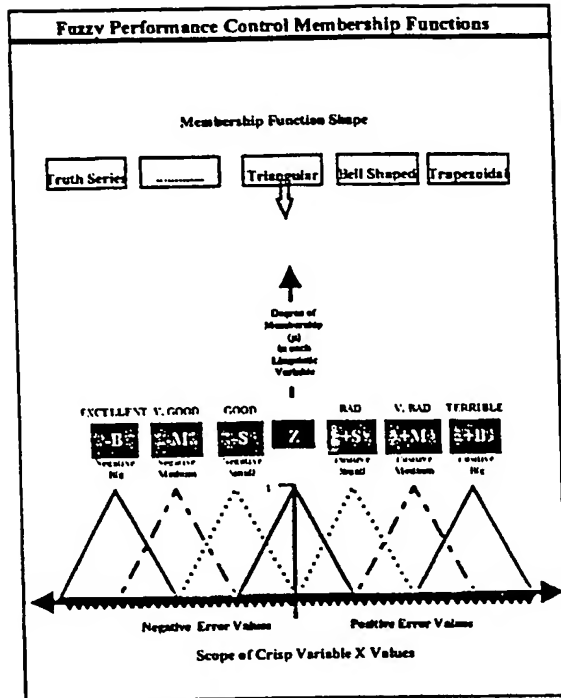 Fuzzy Performance Control Membership Functions
Membership Function Shape
Truth Series Triangular Bell Shaped Trapezoidal
Degree of
Membership
(μ)
in each
Linguistic
Variable
EXCELLENT V. GOOD GOOD BAD V. BAD TERRIBLE
-B -M -S Z +S +M +B
Negative Negative Negative Positive Positive Positive
Big Medium Small Small Medium Big
1
Negative Error Values Positive Error Values
Scope of Crisp Variable X Values